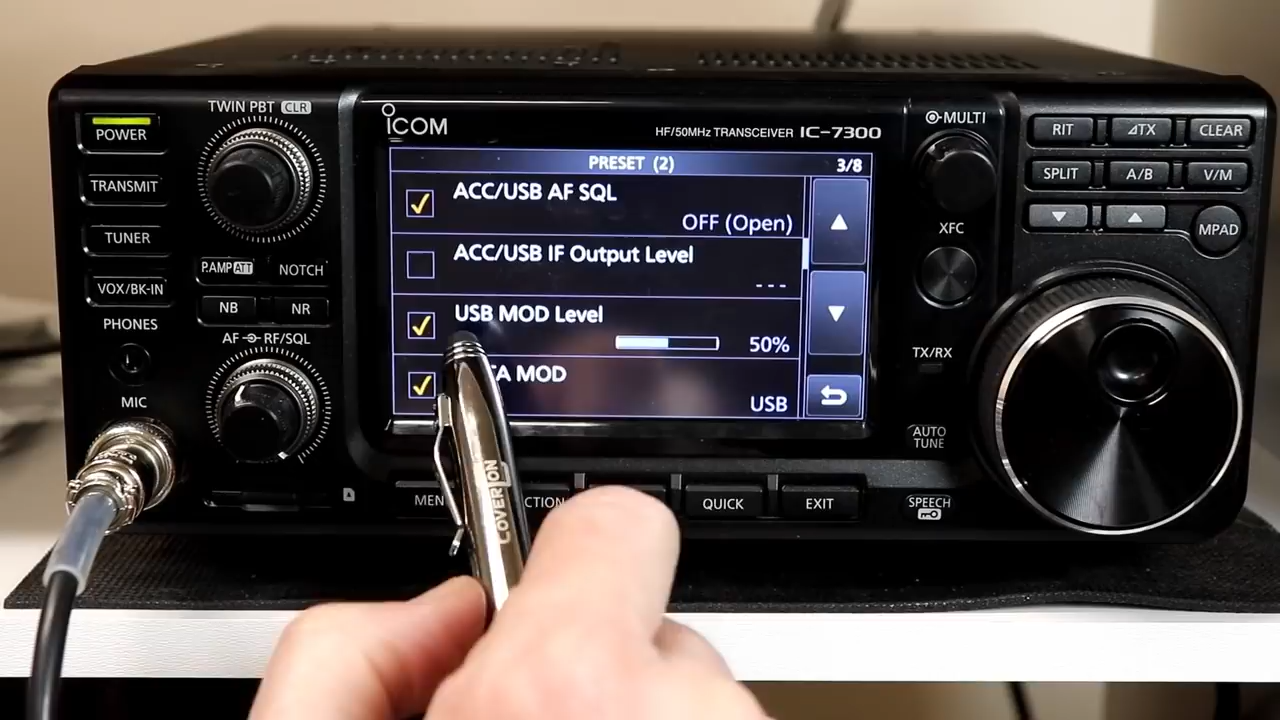 TWIN PBT CLR
POWER
TRANSMIT
TUNER
P.AMP ATT
NOTCH
VOX/BK-IN
NB
NR
PHONES
AF RF/SQL
MIC
ICOM
HF/50MHz TRANSCEIVER IC-7300
PRESET (2) 3/8
ACC/USB AF SQL
OFF (Open)
ACC/USB IF Output Level
---
USB MOD Level
50%
MOD
USB
QUICK
EXIT
COVERON
MULTI
RIT
ΔTX
CLEAR
SPLIT
A/B
V/M
XFC
MPAD
TX/RX
AUTO
TUNE
SPEECH